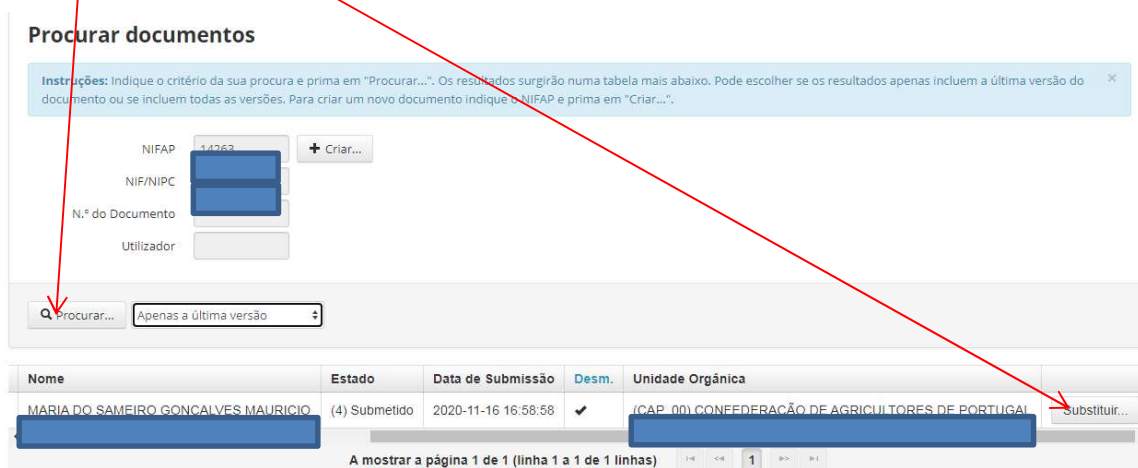 Procurar documentos
Instruções: Indique o critério da sua procura e prima em "Procurar...". Os resultados surgirão numa tabela mais abaixo. Pode escolher se os resultados apenas incluem a última versão do ×
documento ou se incluem todas as versões. Para criar um novo documento indique o NIFAP e prima em "Criar...".
NIFAP 14263 + Criar...
NIF/NIPC
N.º do Documento
Utilizador
Procurar... Apenas a última versão
Nome Estado Data de Submissão Desm. Unidade Orgânica
MARIA DO SAMEIRO GONCALVES MAURICIO (4) Submetido 2020-11-16 16:58:58 ✔ (CAP_00) CONFEDERAÇÃO DE AGRICULTORES DE PORTUGAL Substituir...
A mostrar a página 1 de 1 (linha 1 a 1 de 1 linhas) 1